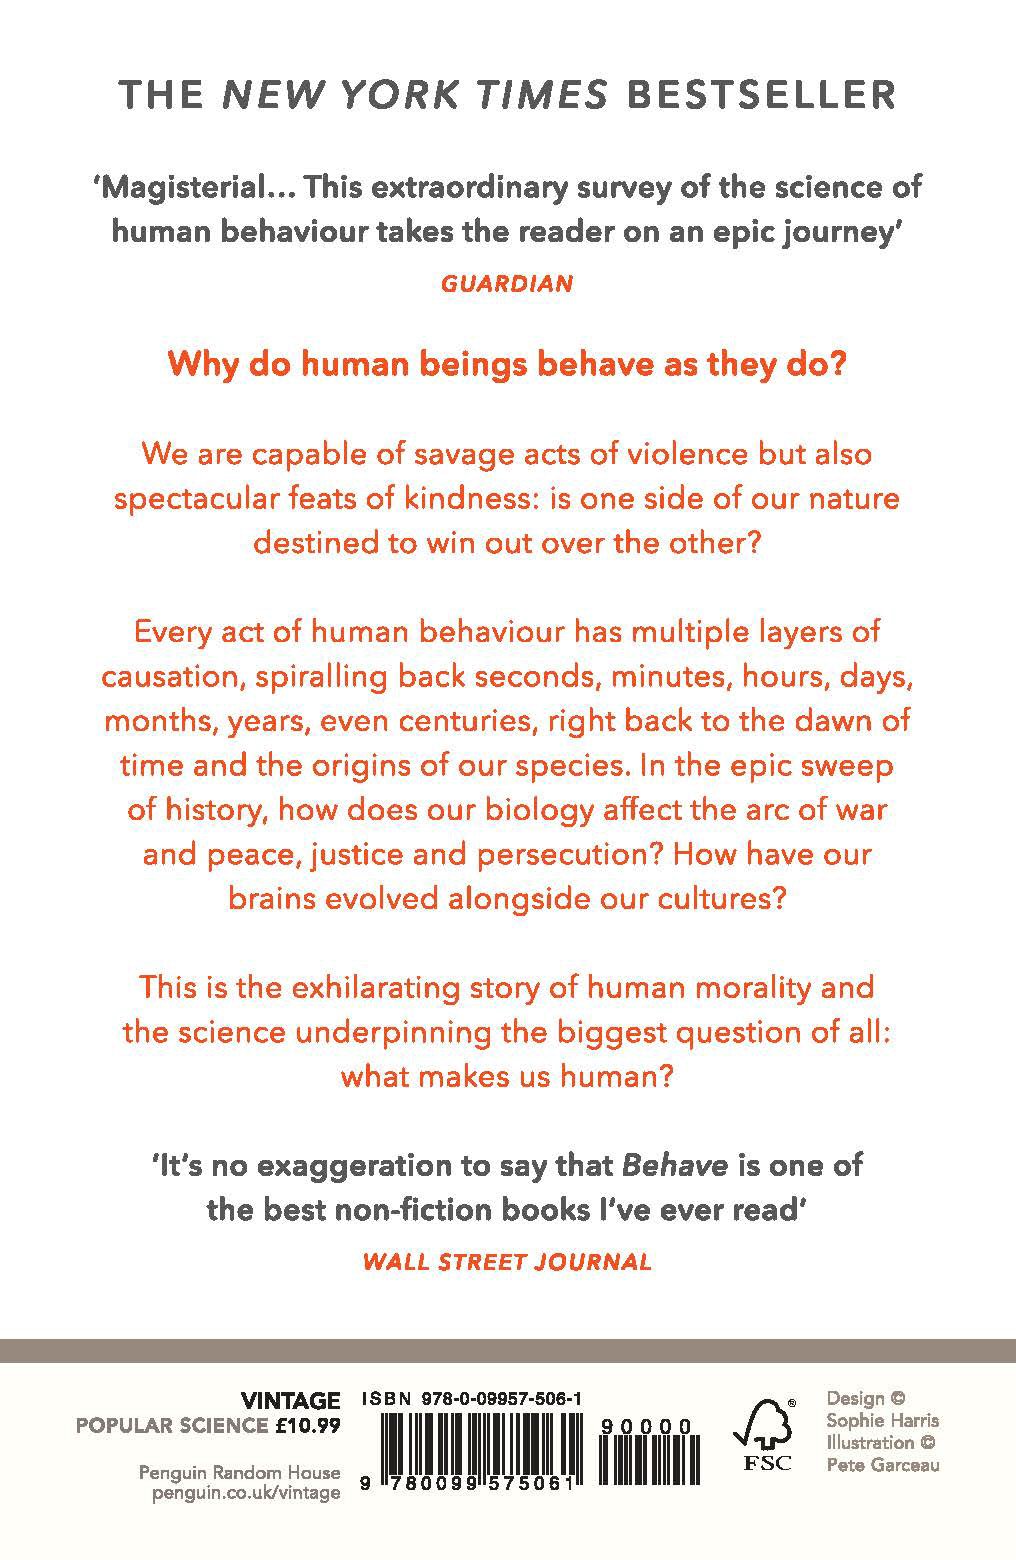 THE NEW YORK TIMES BESTSELLER
‘Magisterial... This extraordinary survey of the science of
human behaviour takes the reader on an epic journey’
GUARDIAN
Why do human beings behave as they do?
We are capable of savage acts of violence but also
spectacular feats of kindness: is one side of our nature
destined to win out over the other?
Every act of human behaviour has multiple layers of
causation, spiralling back seconds, minutes, hours, days,
months, years, even centuries, right back to the dawn of
time and the origins of our species. In the epic sweep
of history, how does our biology affect the arc of war
and peace, justice and persecution? How have our
brains evolved alongside our cultures?
This is the exhilarating story of human morality and
the science underpinning the biggest question of all:
what makes us human?
‘It’s no exaggeration to say that Behave is one of
the best non-fiction books I’ve ever read’
WALL STREET JOURNAL
VINTAGE
POPULAR SCIENCE £10.99
Penguin Random House
penguin.co.uk/vintage
ISBN 978-0-09957-506-1
90000
9 780099 575061
®
FSC
Design ©
Sophie Harris
Illustration ©
Pete Garceau